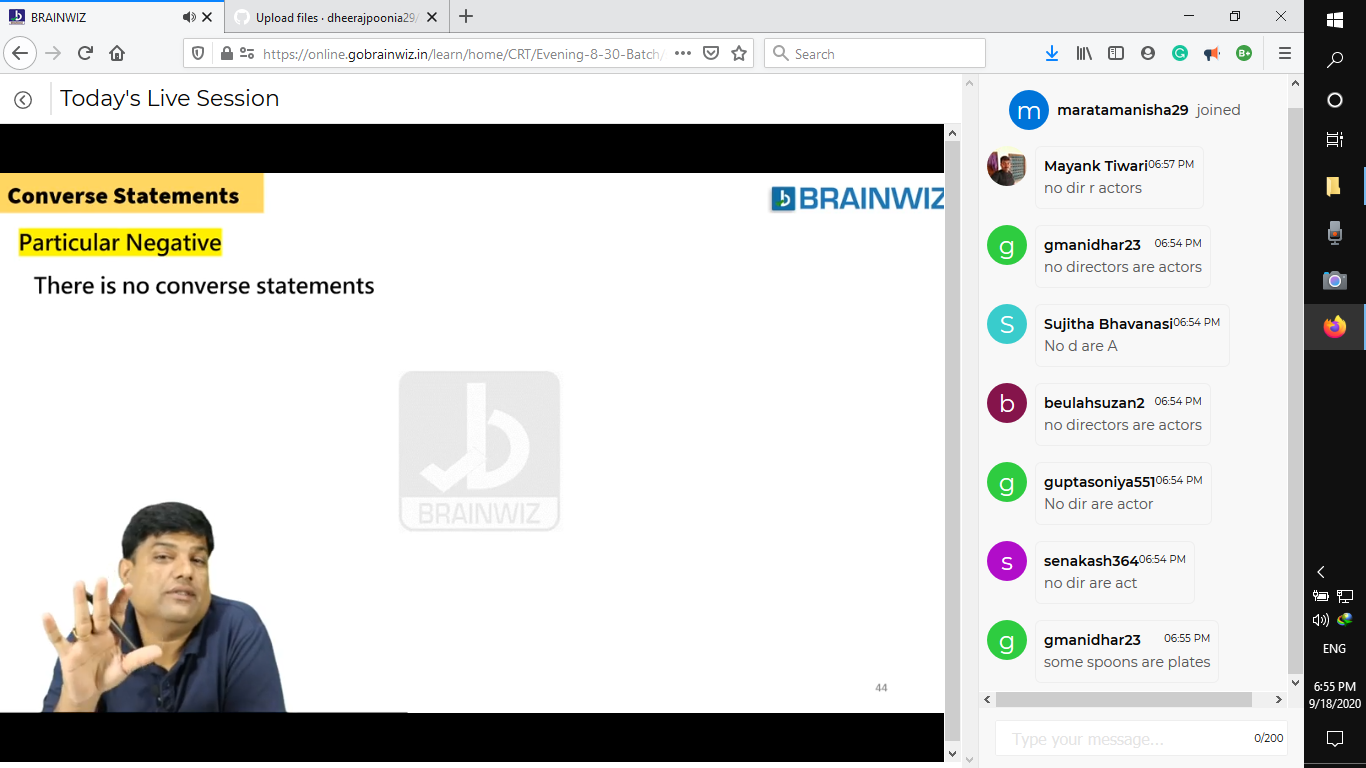 BRAINWIZ
Upload files · dheerajpoonia29/
https://online.gobrainwiz.in/learn/home/CRT/Evening-8-30-Batch/
Search
Today's Live Session
Converse Statements
BRAINWIZ
Particular Negative
There is no converse statements
BRAINWIZ
44
m
maratamanisha29 joined
Mayank Tiwari 06:57 PM
no dir r actors
g
gmanidhar23 06:54 PM
no directors are actors
S
Sujitha Bhavanasi 06:54 PM
No d are A
b
beulahsuzan2 06:54 PM
no directors are actors
g
guptasoniya551 06:54 PM
No dir are actor
s
senakash364 06:54 PM
no dir are act
g
gmanidhar23 06:55 PM
some spoons are plates
Type your message...
0/200
ENG
6:55 PM
9/18/2020